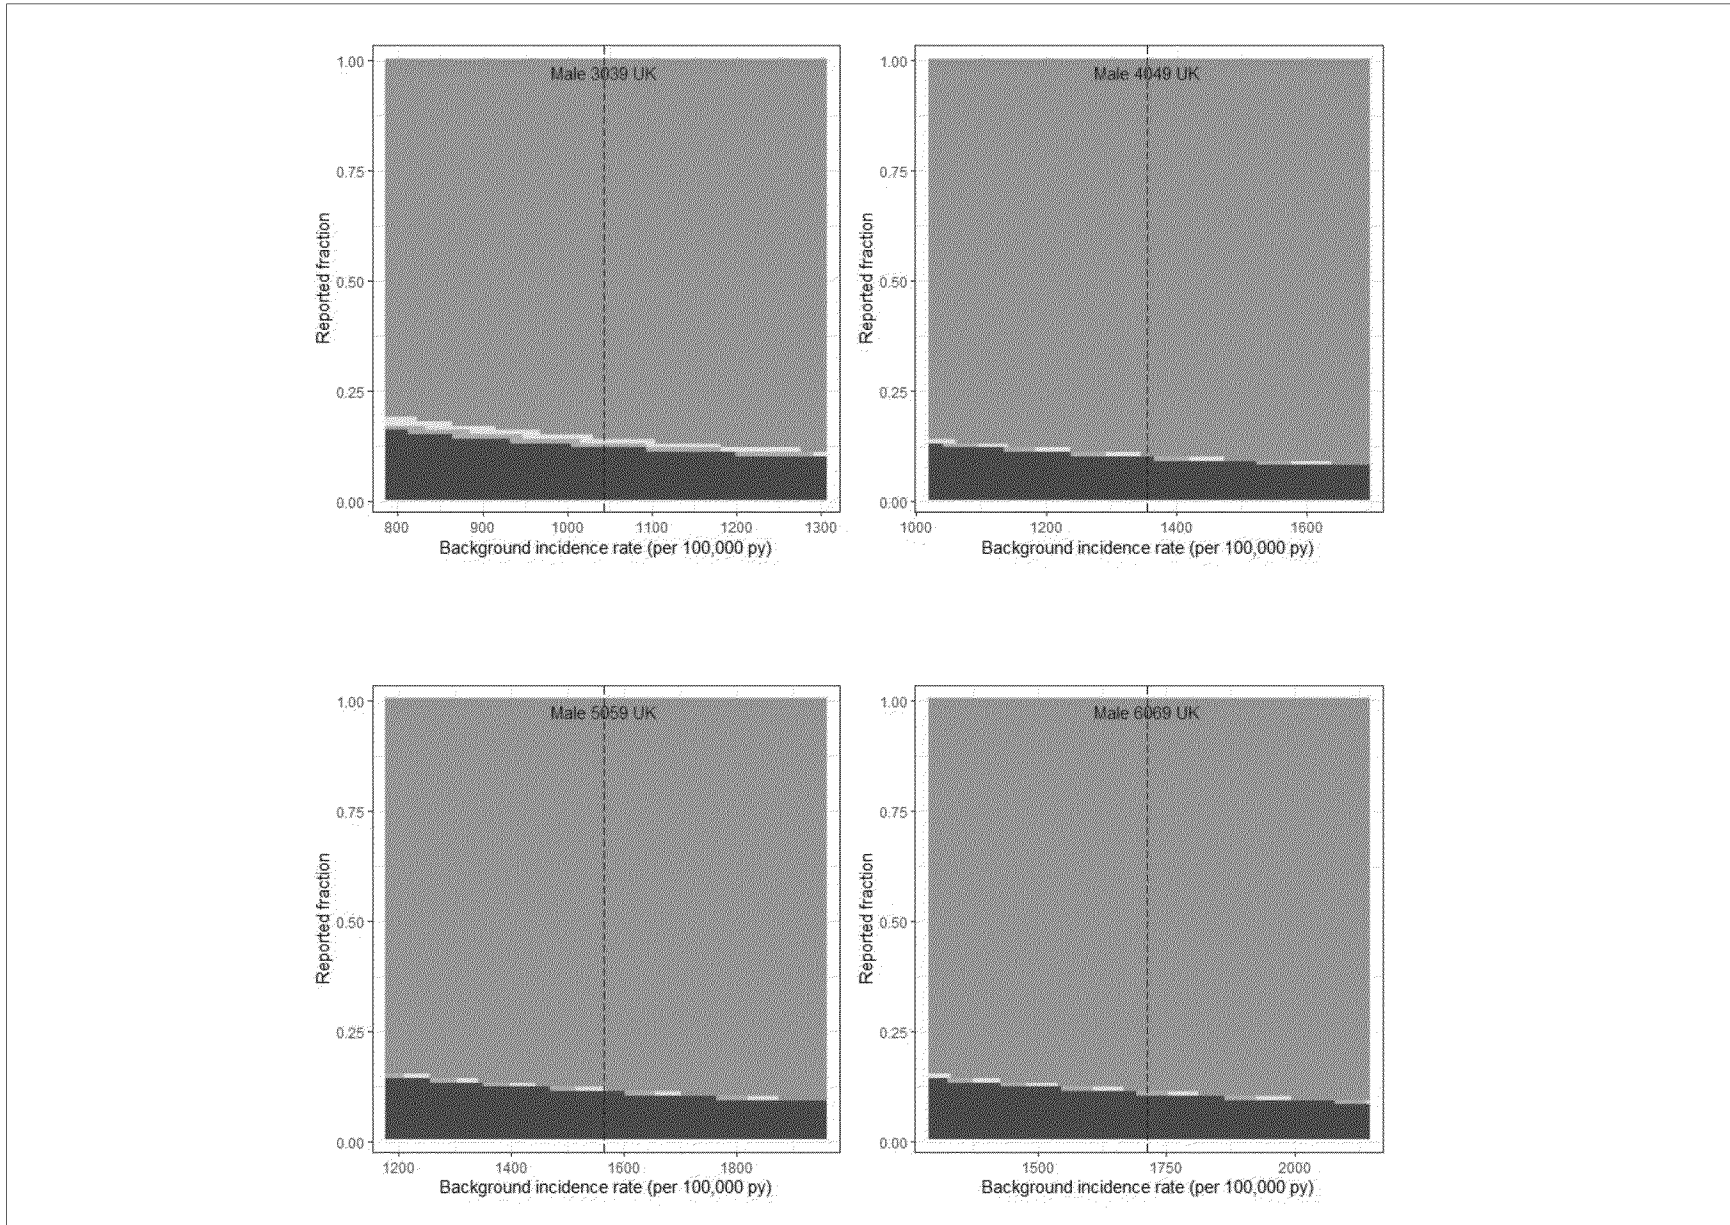 Male 3039 UK
1.00
0.75
0.50
0.25
0.00
Reported fraction
800 900 1000 1100 1200 1300
Background incidence rate (per 100,000 py)
Male 4049 UK
1.00
0.75
0.50
0.25
0.00
Reported fraction
1000 1200 1400 1600
Background incidence rate (per 100,000 py)
Male 5059 UK
1.00
0.75
0.50
0.25
0.00
Reported fraction
1200 1400 1600 1800
Background incidence rate (per 100,000 py)
Male 6069 UK
1.00
0.75
0.50
0.25
0.00
Reported fraction
1500 1750 2000
Background incidence rate (per 100,000 py)